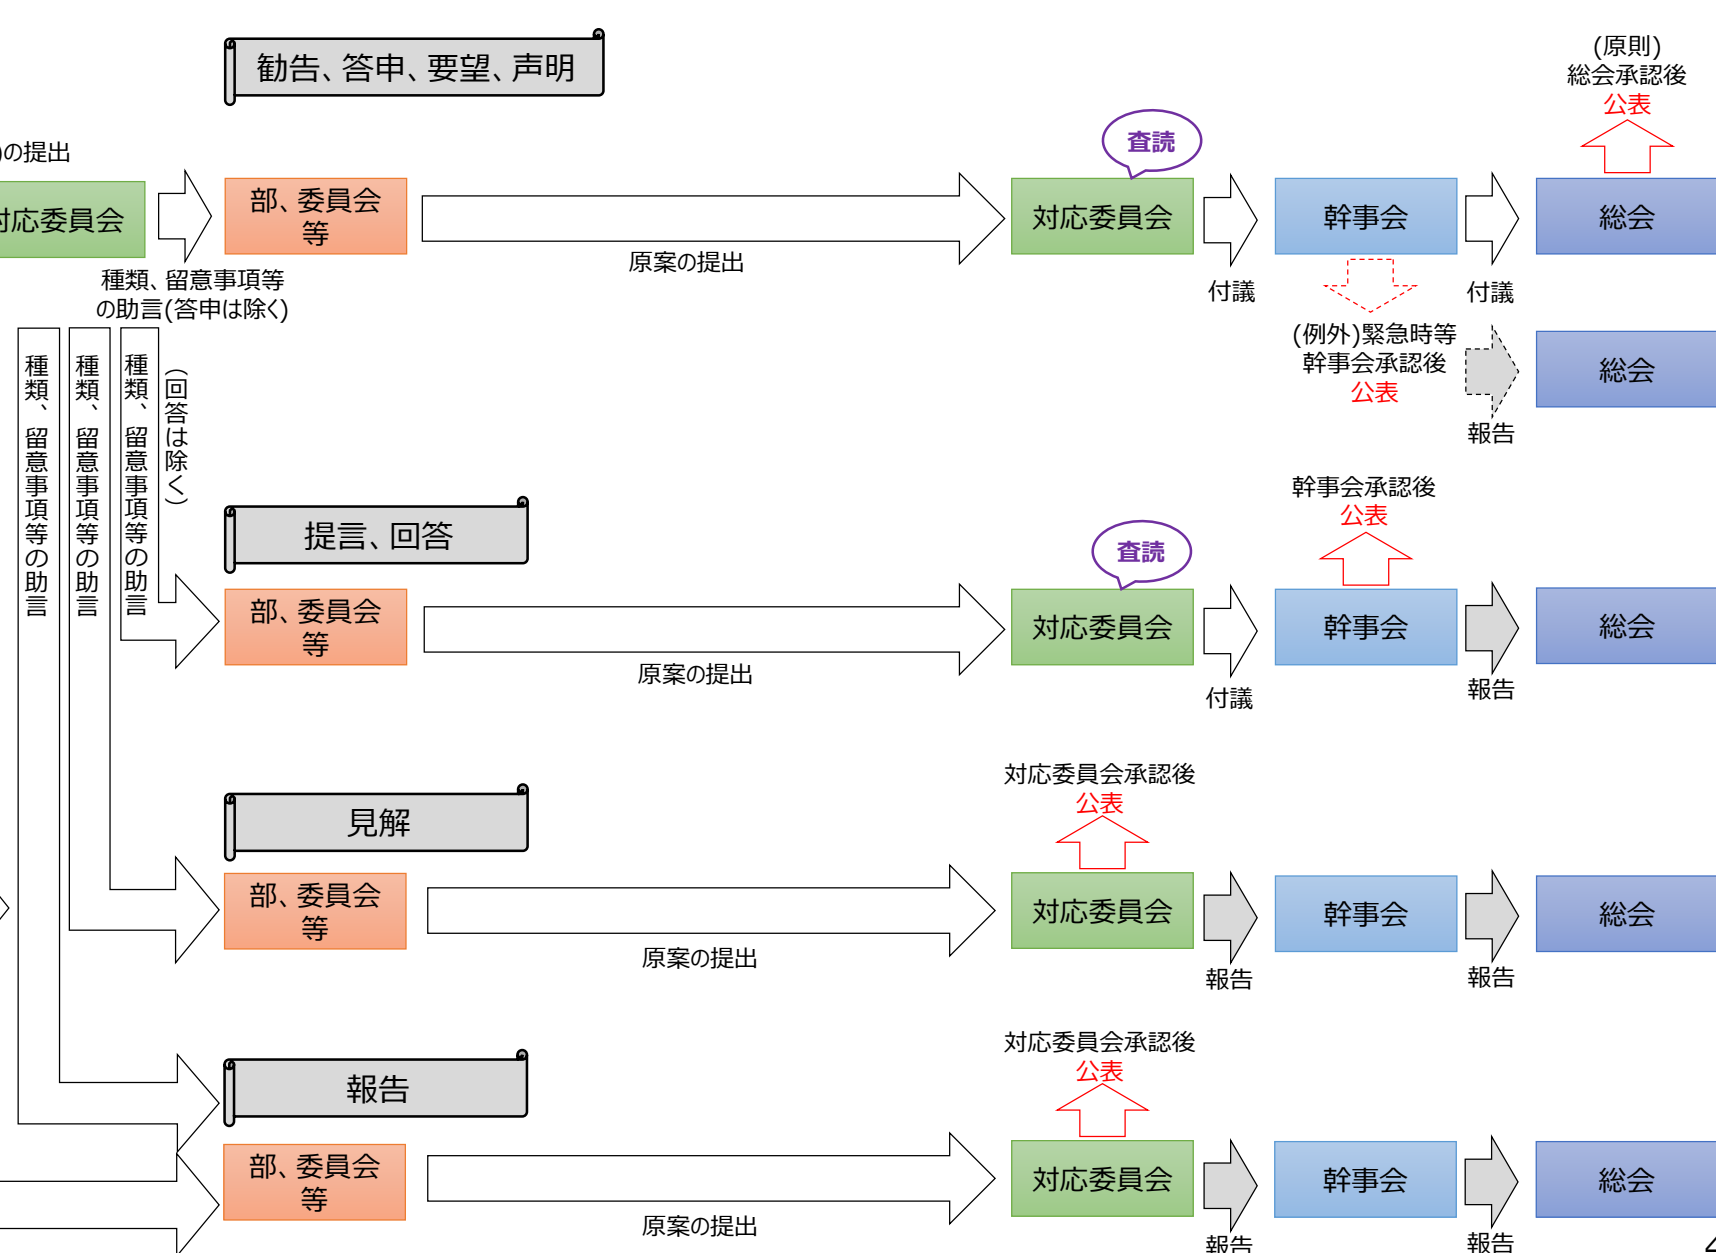 勧告、答申、要望、声明
(原則)
総会承認後
公表
の提出
査読
対応委員会
部、委員会
等
対応委員会
幹事会
総会
原案の提出
種類、留意事項等
の助言(答申は除く)
付議
付議
(例外)緊急時等
幹事会承認後
公表
総会
報告
種類、留意事項等の助言
種類、留意事項等の助言
種類、留意事項等の助言
(回答は除く)
提言、回答
幹事会承認後
公表
査読
部、委員会
等
対応委員会
幹事会
総会
原案の提出
付議
報告
見解
対応委員会承認後
公表
部、委員会
等
対応委員会
幹事会
総会
原案の提出
報告
報告
報告
対応委員会承認後
公表
部、委員会
等
対応委員会
幹事会
総会
原案の提出
報告
報告